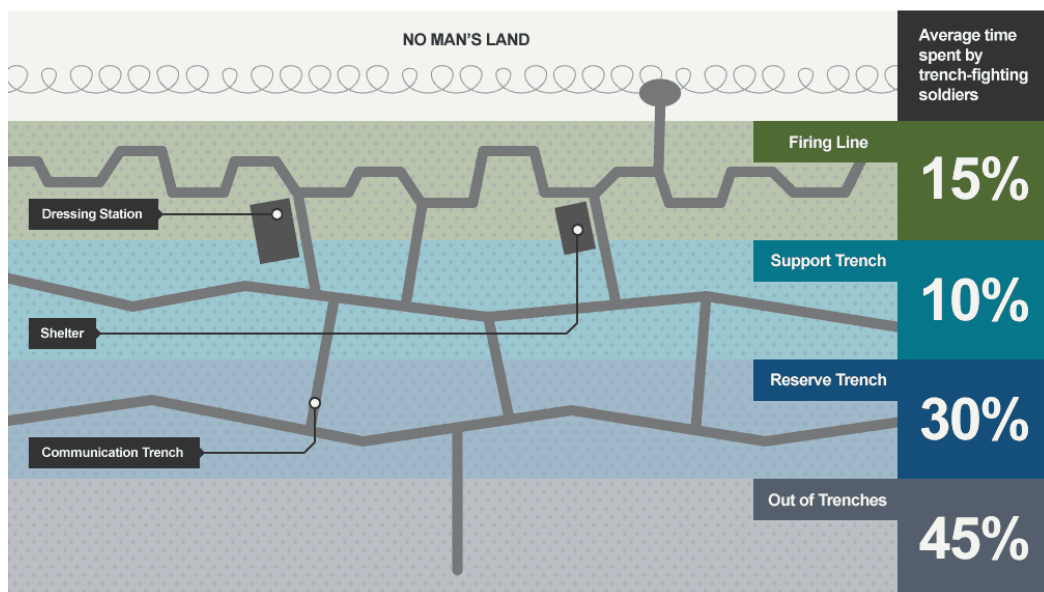 NO MAN'S LAND
Average time
spent by
trench-fighting
soldiers
Firing Line
15%
Dressing Station
Support Trench
10%
Shelter
Reserve Trench
30%
Communication Trench
Out of Trenches
45%